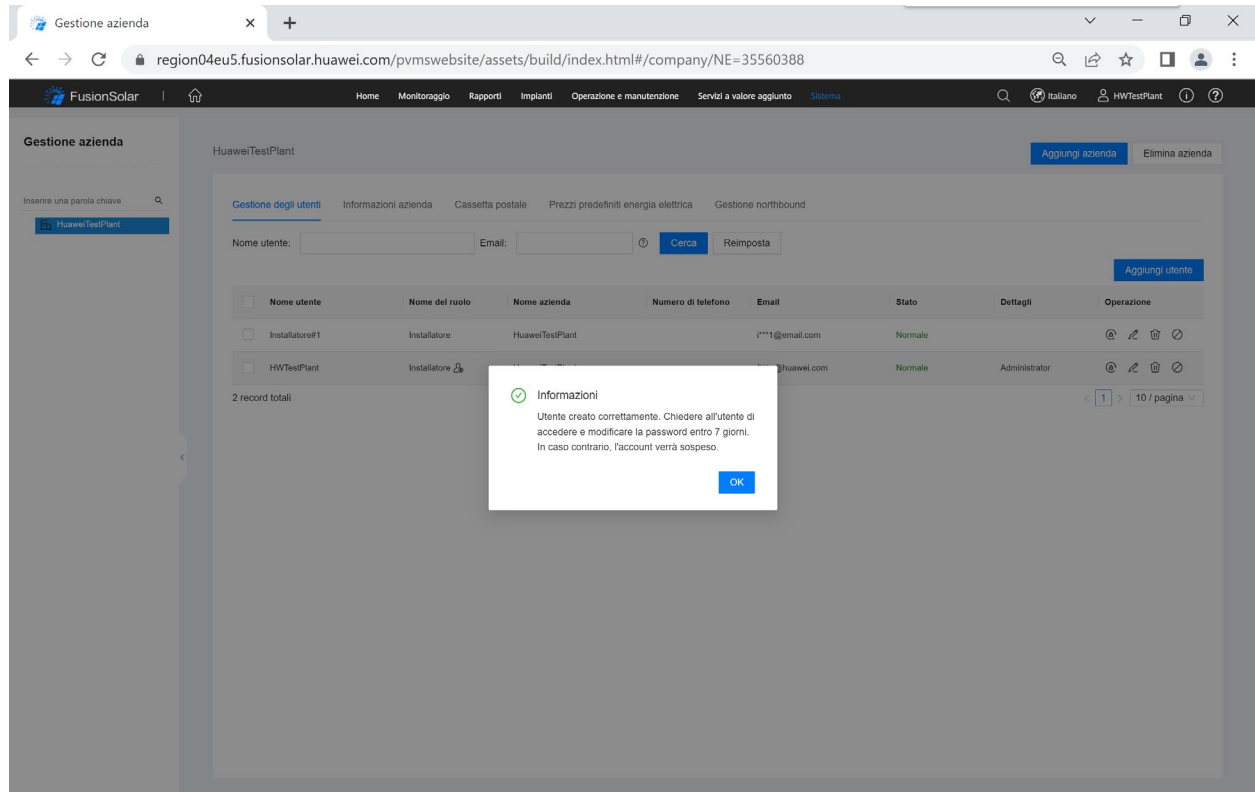 Gestione azienda
region04eu5.fusionsolar.huawei.com/pvmswebsite/assets/build/index.html#/company/NE=35560388
FusionSolar Home Monitoraggio Rapporti Impianti Operazione e manutenzione Servizi a valore aggiunto Sistema Italiano HWTestPlant
Gestione azienda
HuaweiTestPlant Aggiungi azienda Elimina azienda
Inserire una parola chiave
HuaweiTestPlant
Gestione degli utenti Informazioni azienda Cassetta postale Prezzi predefiniti energia elettrica Gestione northbound
Nome utente: Email: Cerca Reimposta
Aggiungi utente
Nome utente Nome del ruolo Nome azienda Numero di telefono Email Stato Dettagli Operazione
Installatore#1 Installatore HuaweiTestPlant i***1@email.com Normale
HWTestPlant Installatore @huawei.com Normale Administrator
2 record totali < 1 > 10 / pagina
Informazioni
Utente creato correttamente. Chiedere all'utente di
accedere e modificare la password entro 7 giorni.
In caso contrario, l'account verrà sospeso.
OK